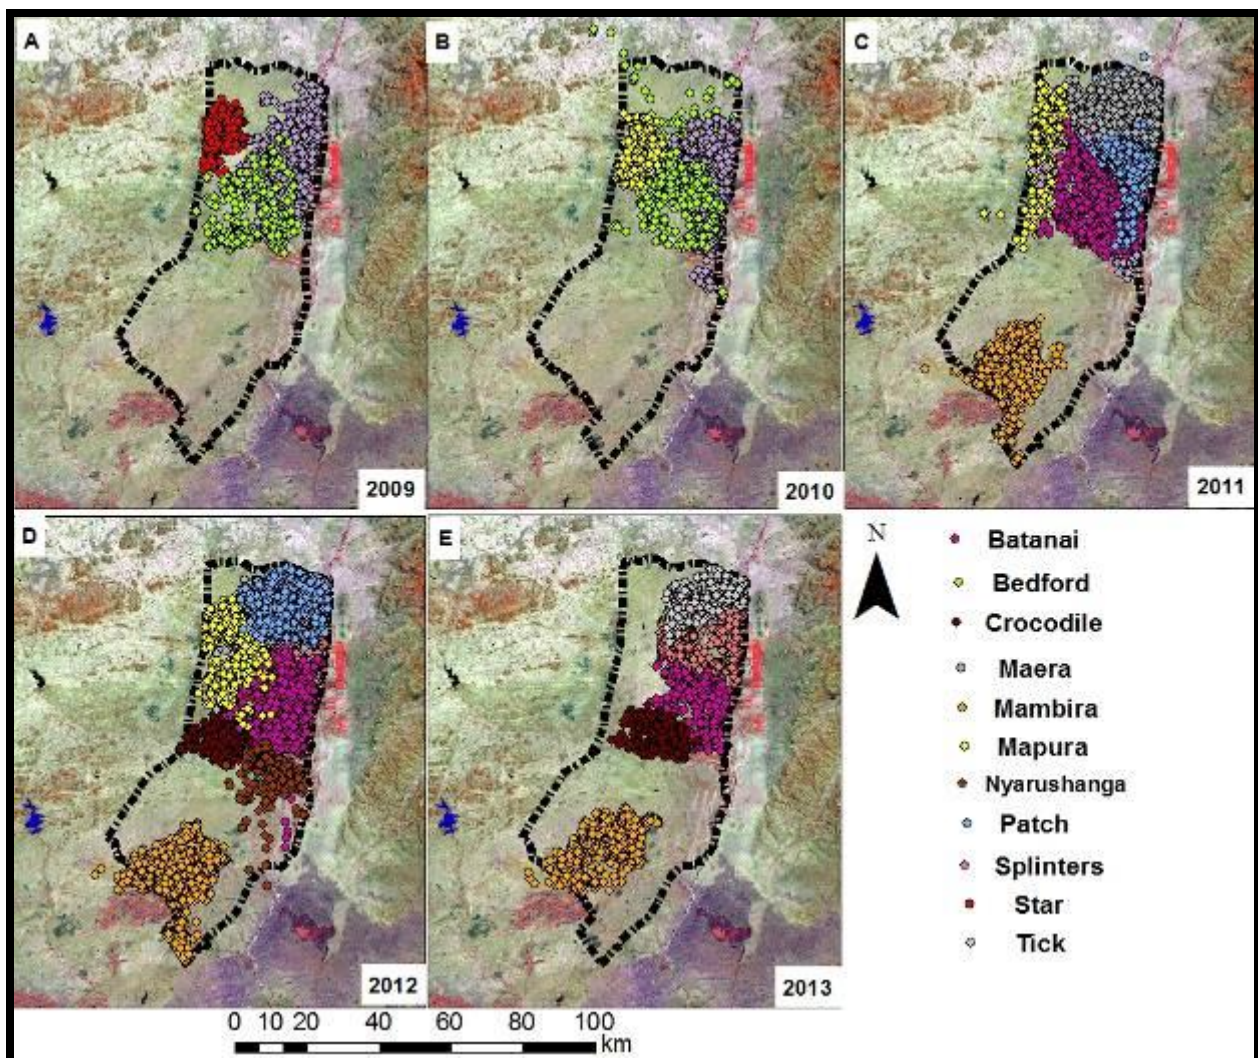 A
B
C
2009
2010
2011
D
E
2012
2013
N
Batanai
Bedford
Crocodile
Maera
Mambira
Mapura
Nyarushanga
Patch
Splinters
Star
Tick
0 10 20 40 60 80 100
km